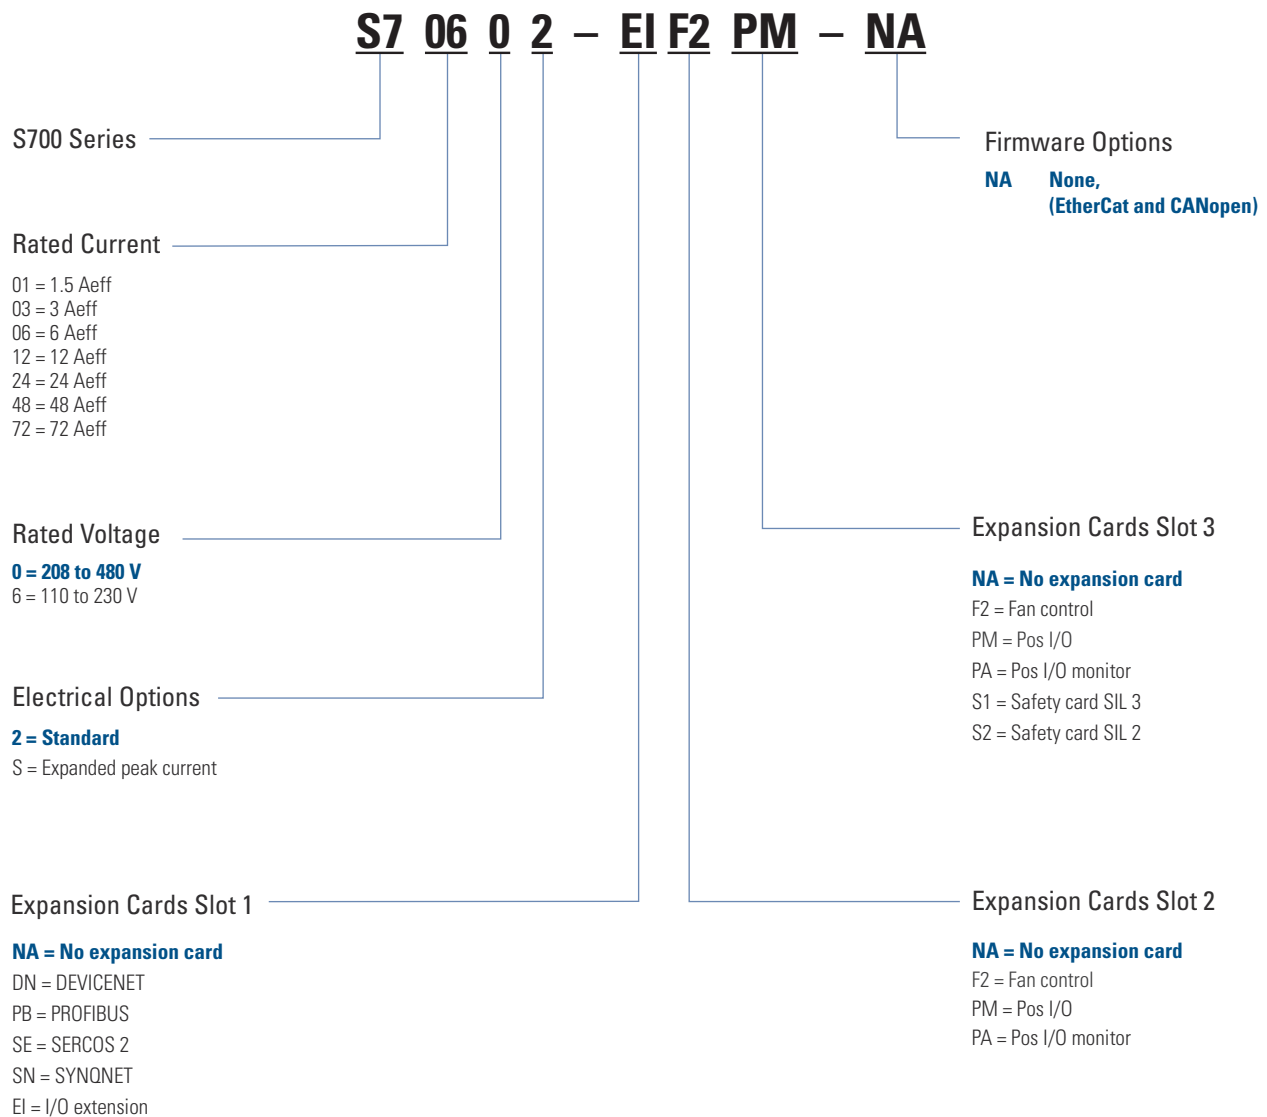 S7 06 0 2 – EI F2 PM – NA
S700 Series
Rated Current
01 = 1.5 Aeff
03 = 3 Aeff
06 = 6 Aeff
12 = 12 Aeff
24 = 24 Aeff
48 = 48 Aeff
72 = 72 Aeff
Rated Voltage
0 = 208 to 480 V
6 = 110 to 230 V
Electrical Options
2 = Standard
S = Expanded peak current
Expansion Cards Slot 1
NA = No expansion card
DN = DEVICENET
PB = PROFIBUS
SE = SERCOS 2
SN = SYNQNET
EI = I/O extension
Firmware Options
NA None,
(EtherCat and CANopen)
Expansion Cards Slot 3
NA = No expansion card
F2 = Fan control
PM = Pos I/O
PA = Pos I/O monitor
S1 = Safety card SIL 3
S2 = Safety card SIL 2
Expansion Cards Slot 2
NA = No expansion card
F2 = Fan control
PM = Pos I/O
PA = Pos I/O monitor